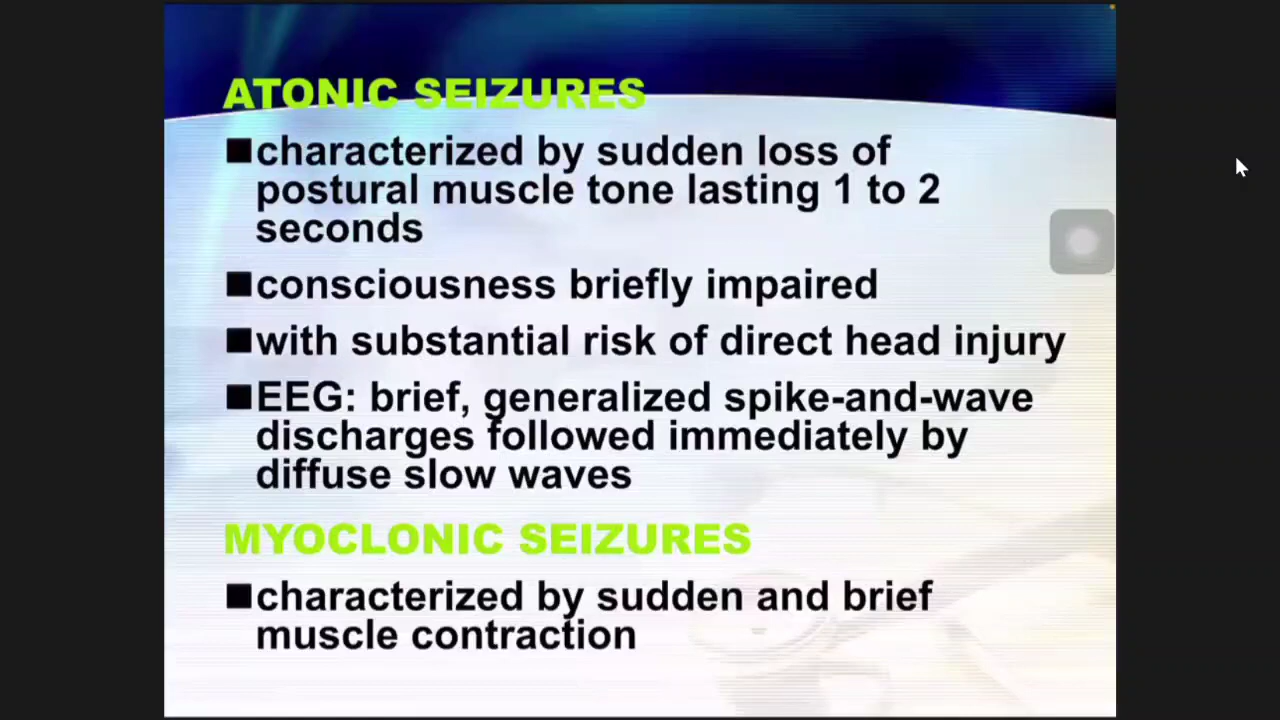 ATONIC SEIZURES
■characterized by sudden loss of
postural muscle tone lasting 1 to 2
seconds
■consciousness briefly impaired
■with substantial risk of direct head injury
■EEG: brief, generalized spike-and-wave
discharges followed immediately by
diffuse slow waves
MYOCLONIC SEIZURES
■characterized by sudden and brief
muscle contraction